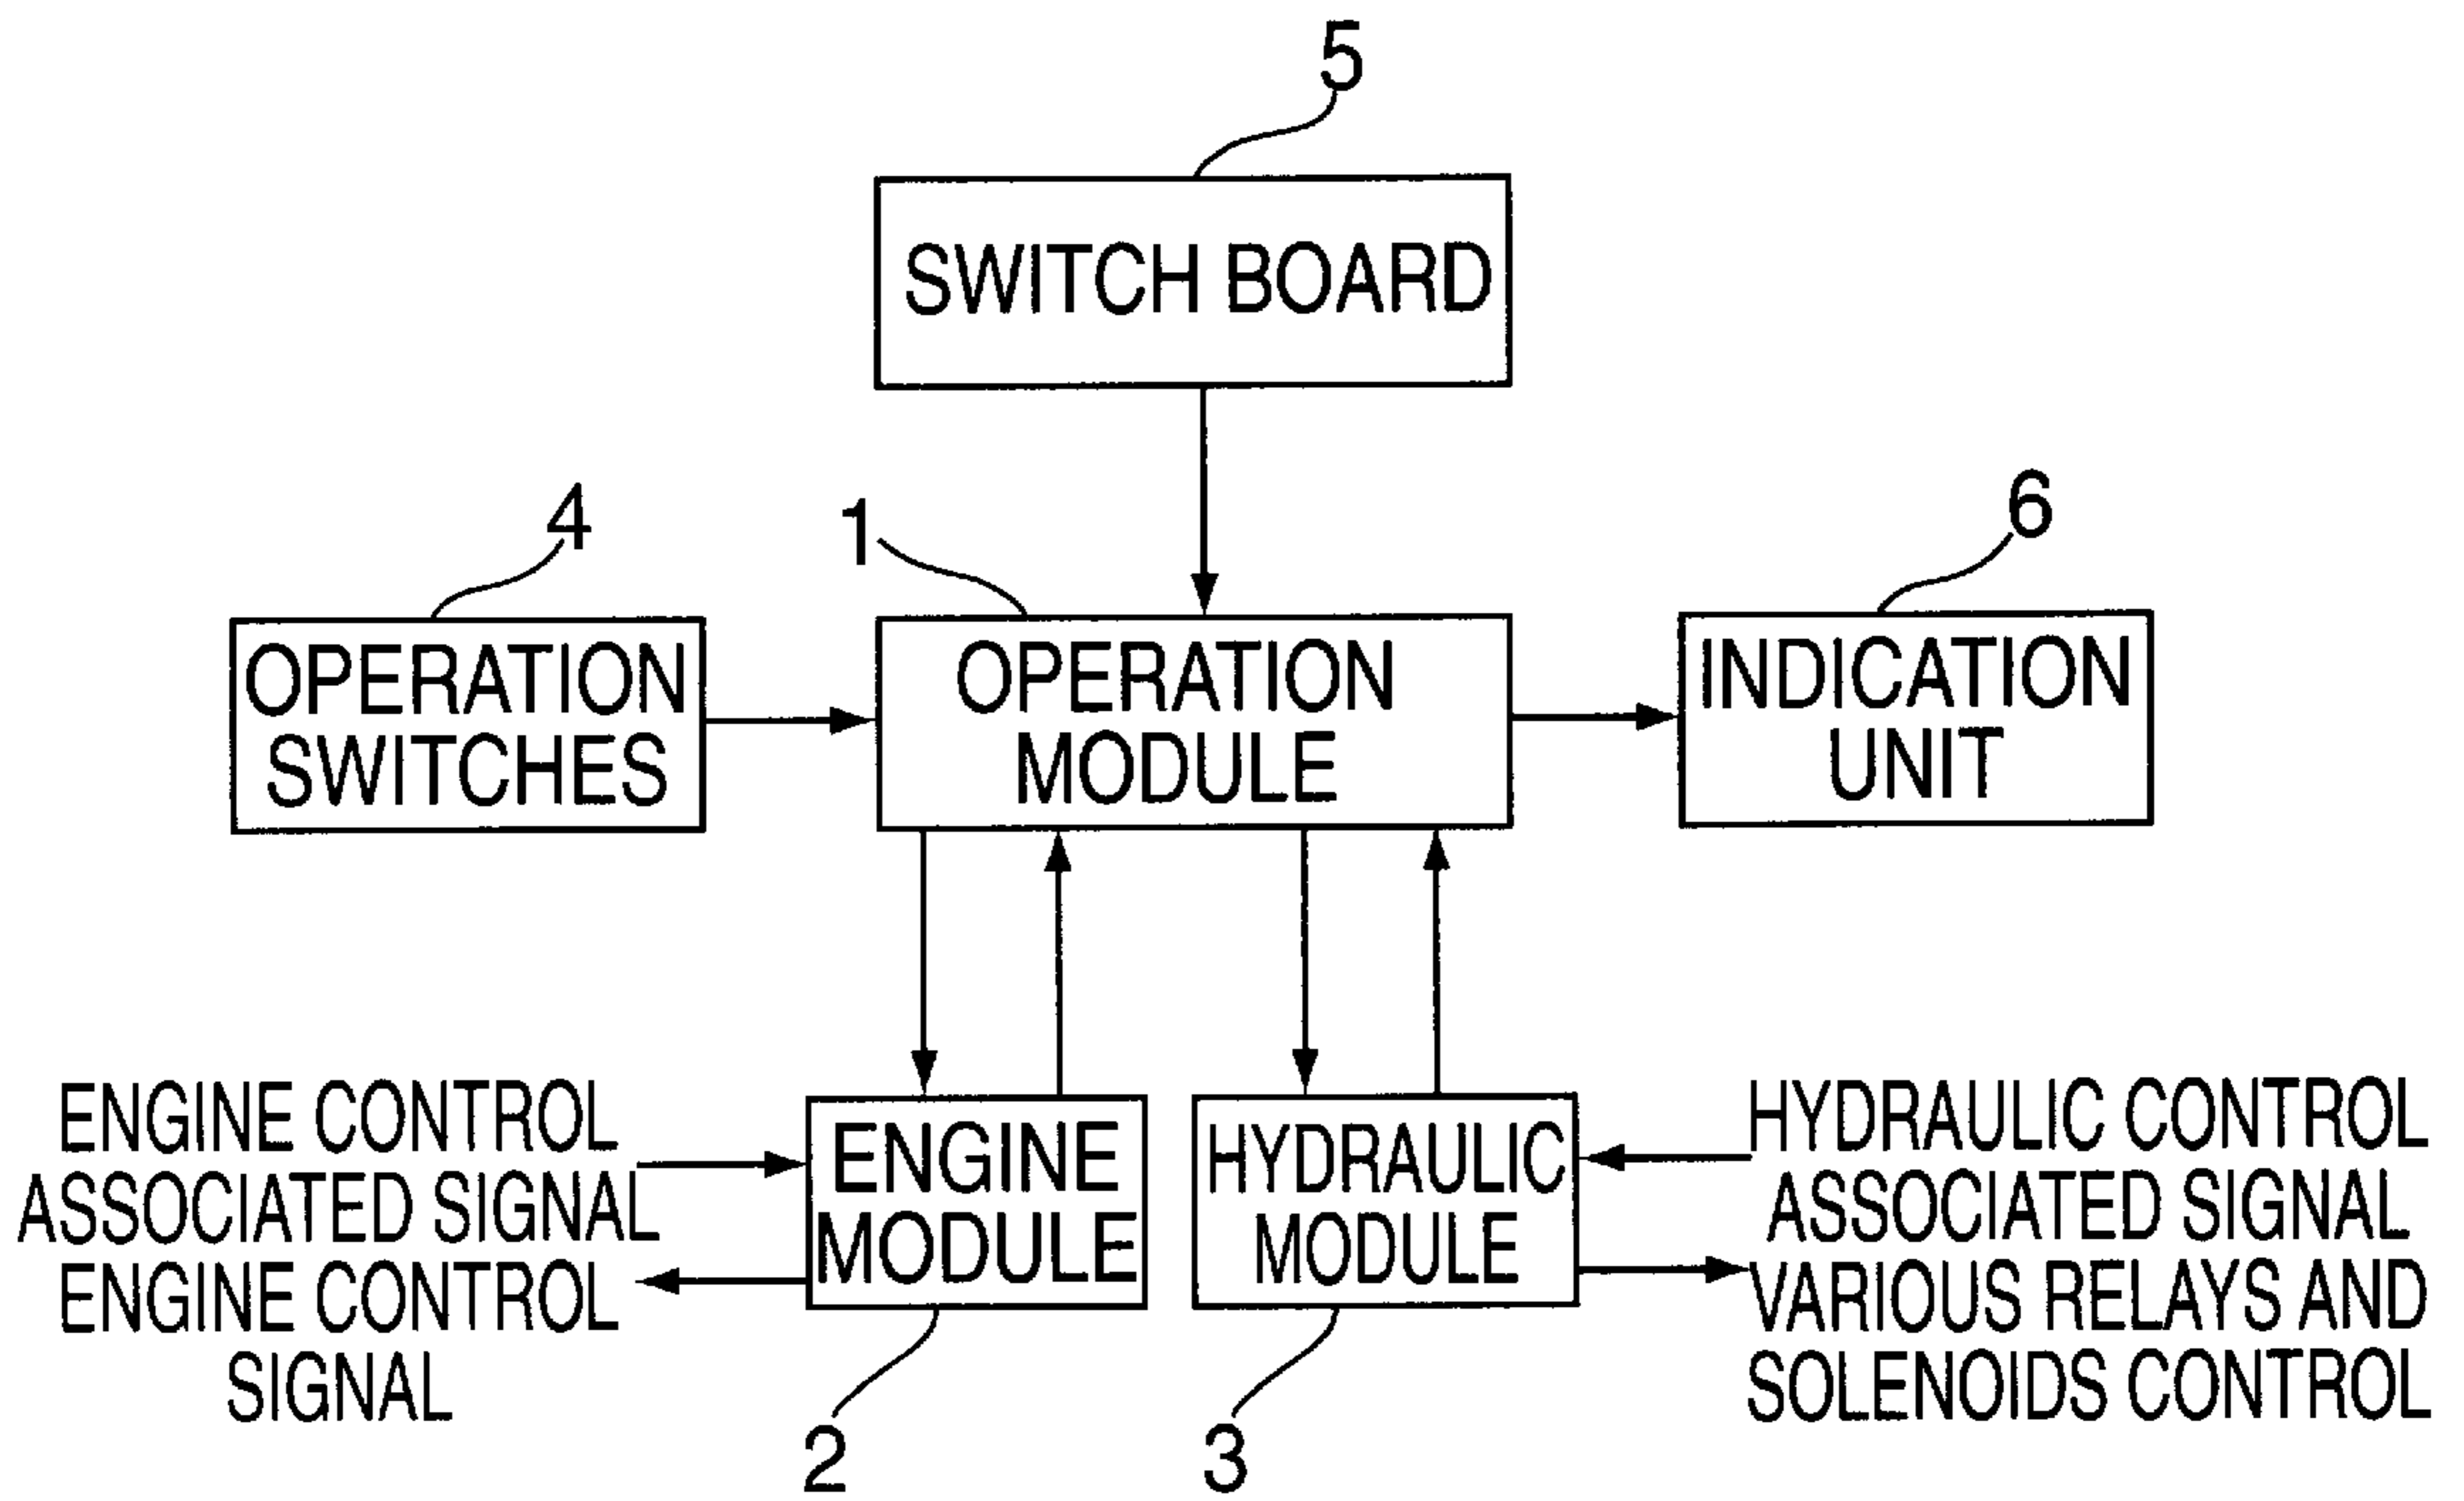 5
SWITCH BOARD
4
1
6
OPERATION
SWITCHES
OPERATION
MODULE
INDICATION
UNIT
ENGINE CONTROL
ASSOCIATED SIGNAL
ENGINE CONTROL
SIGNAL
ENGINE
MODULE
HYDRAULIC
MODULE
HYDRAULIC CONTROL
ASSOCIATED SIGNAL
VARIOUS RELAYS AND
SOLENOIDS CONTROL
2
3